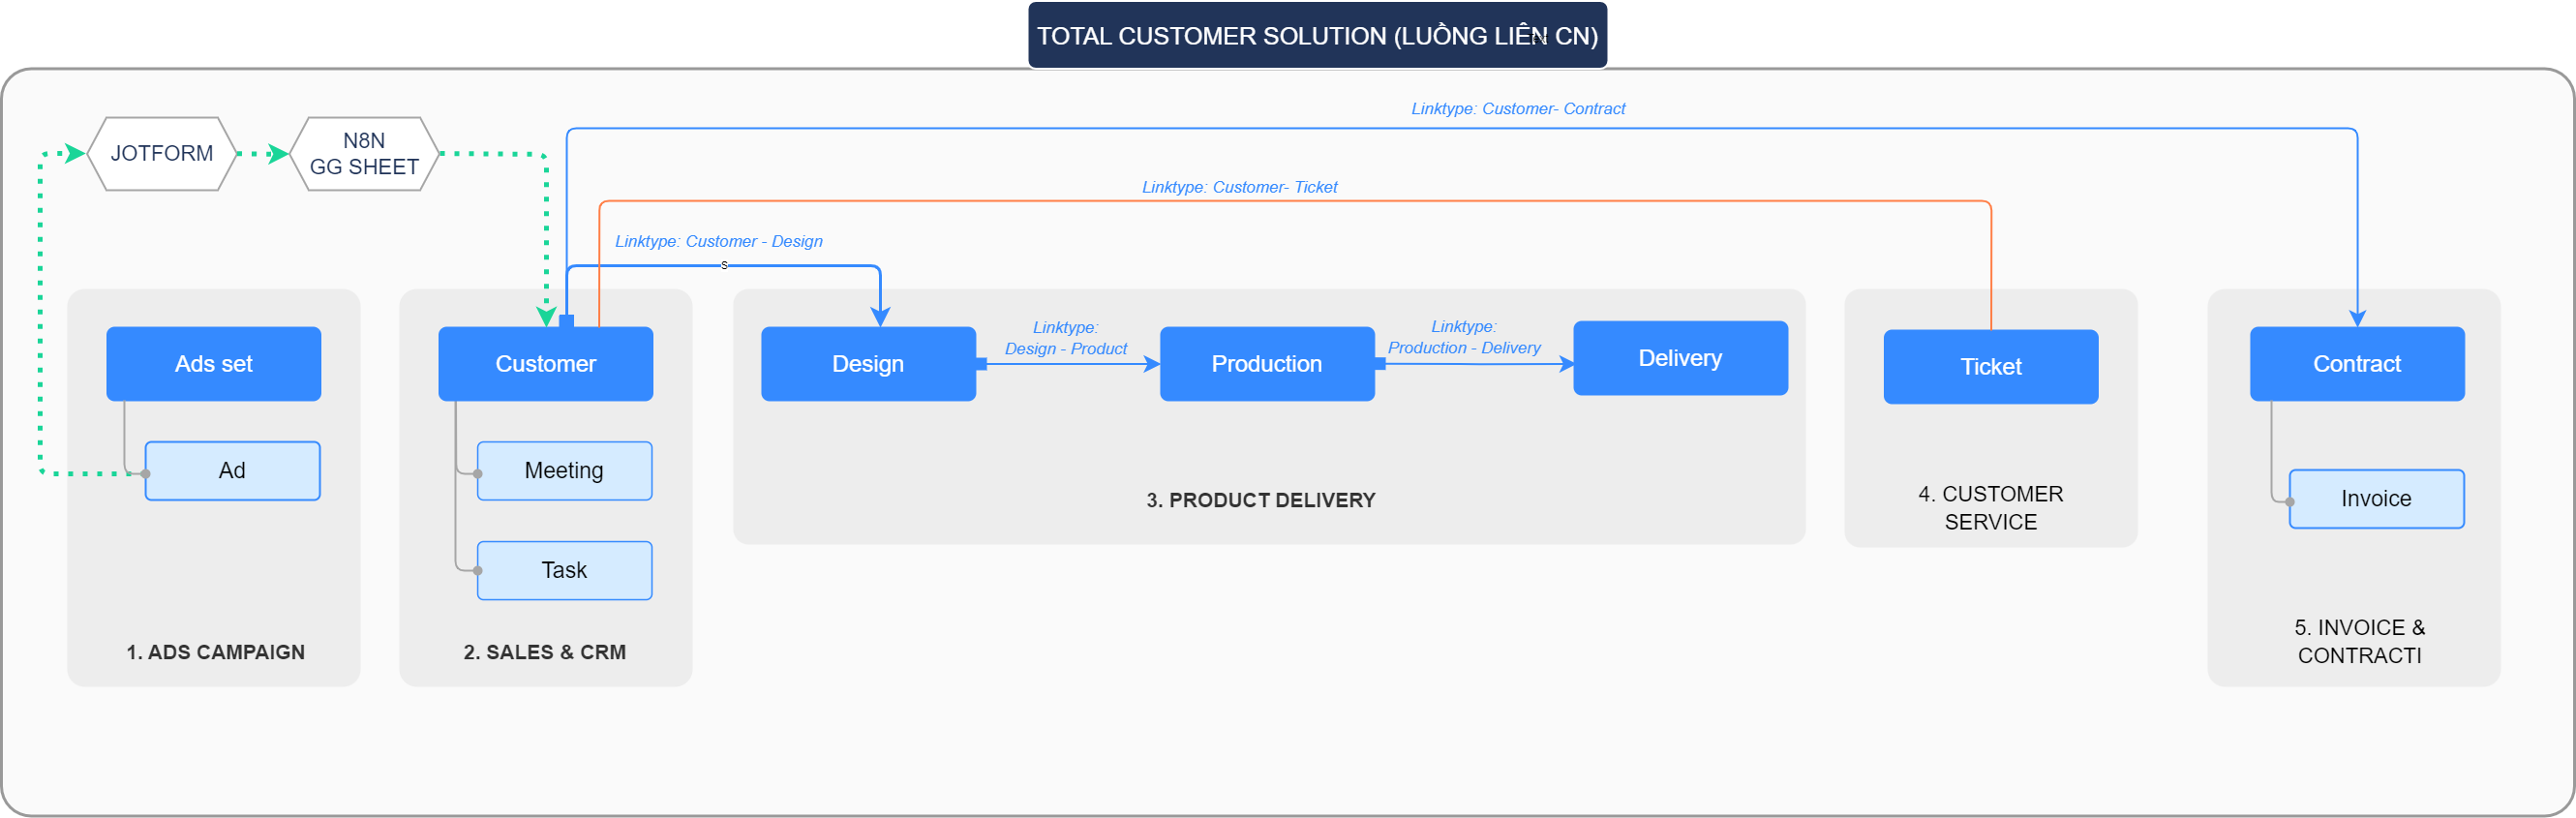 TOTAL CUSTOMER SOLUTION (LUỒNG LIÊN CN)
Linktype: Customer- Contract
JOTFORM
N8N
GG SHEET
Linktype: Customer- Ticket
Linktype: Customer - Design
s
Ads set
Ad
1. ADS CAMPAIGN
Customer
Meeting
Task
2. SALES & CRM
Design
Linktype:
Design - Product
Production
Linktype:
Production - Delivery
Delivery
3. PRODUCT DELIVERY
Ticket
4. CUSTOMER
SERVICE
Contract
Invoice
5. INVOICE &
CONTRACTI